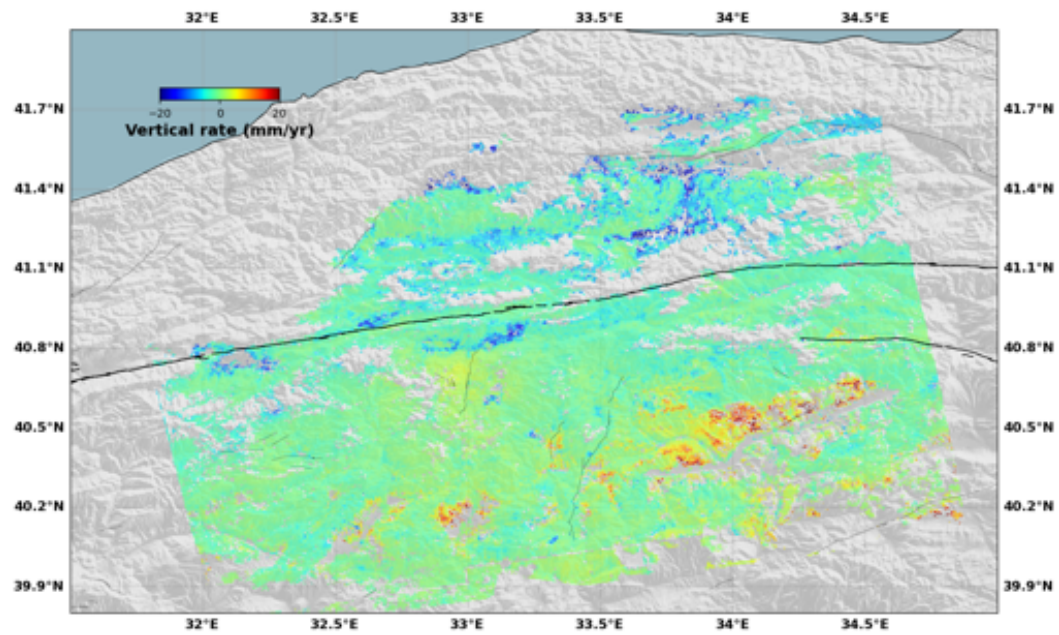 32°E 32.5°E 33.0°E 33.5°E 34°E 34.5°E
41.7°N 41.7°N
−20 0 20
Vertical rate (mm/yr)
41.4°N 41.4°N
41.1°N 41.1°N
40.8°N 40.8°N
40.5°N 40.5°N
40.2°N 40.2°N
39.9°N 39.9°N
32°E 32.5°E 33.0°E 33.5°E 34°E 34.5°E